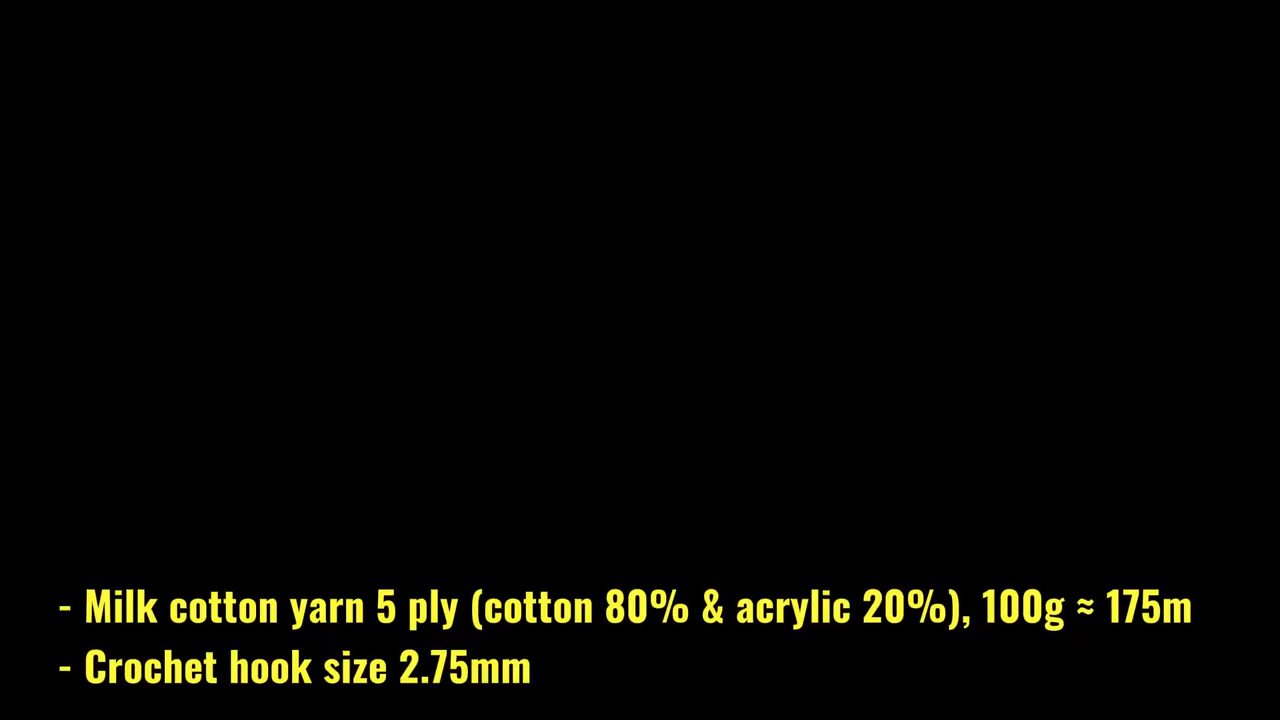 - Milk cotton yarn 5 ply (cotton 80% & acrylic 20%), 100g ≈ 175m
- Crochet hook size 2.75mm